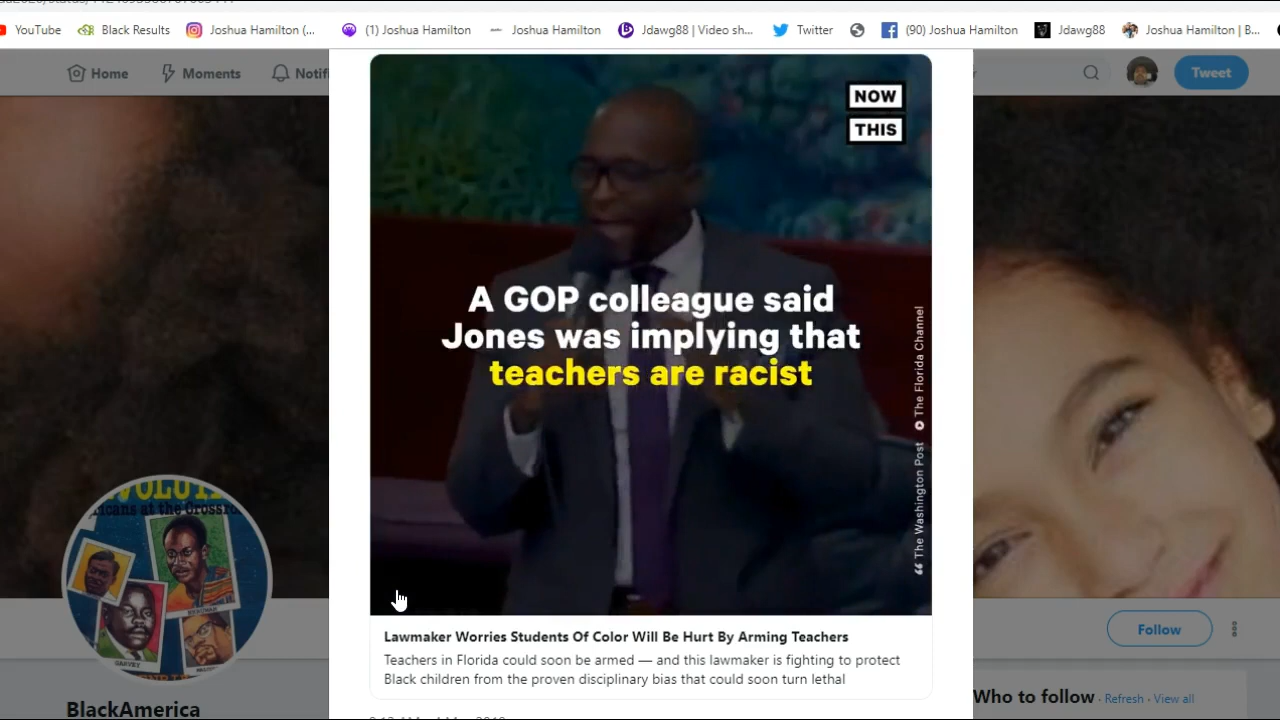 YouTube Black Results Joshua Hamilton (... (1) Joshua Hamilton Joshua Hamilton Jdawg88 | Video sh... Twitter (90) Joshua Hamilton Jdawg88 Joshua Hamilton | B...
Home Moments Notifi Tweet
NOW
THIS
A GOP colleague said
Jones was implying that
teachers are racist
The Washington Post The Florida Channel
GARVEY
Follow
Lawmaker Worries Students Of Color Will Be Hurt By Arming Teachers
Teachers in Florida could soon be armed — and this lawmaker is fighting to protect
Black children from the proven disciplinary bias that could soon turn lethal
BlackAmerica
Who to follow · Refresh · View all